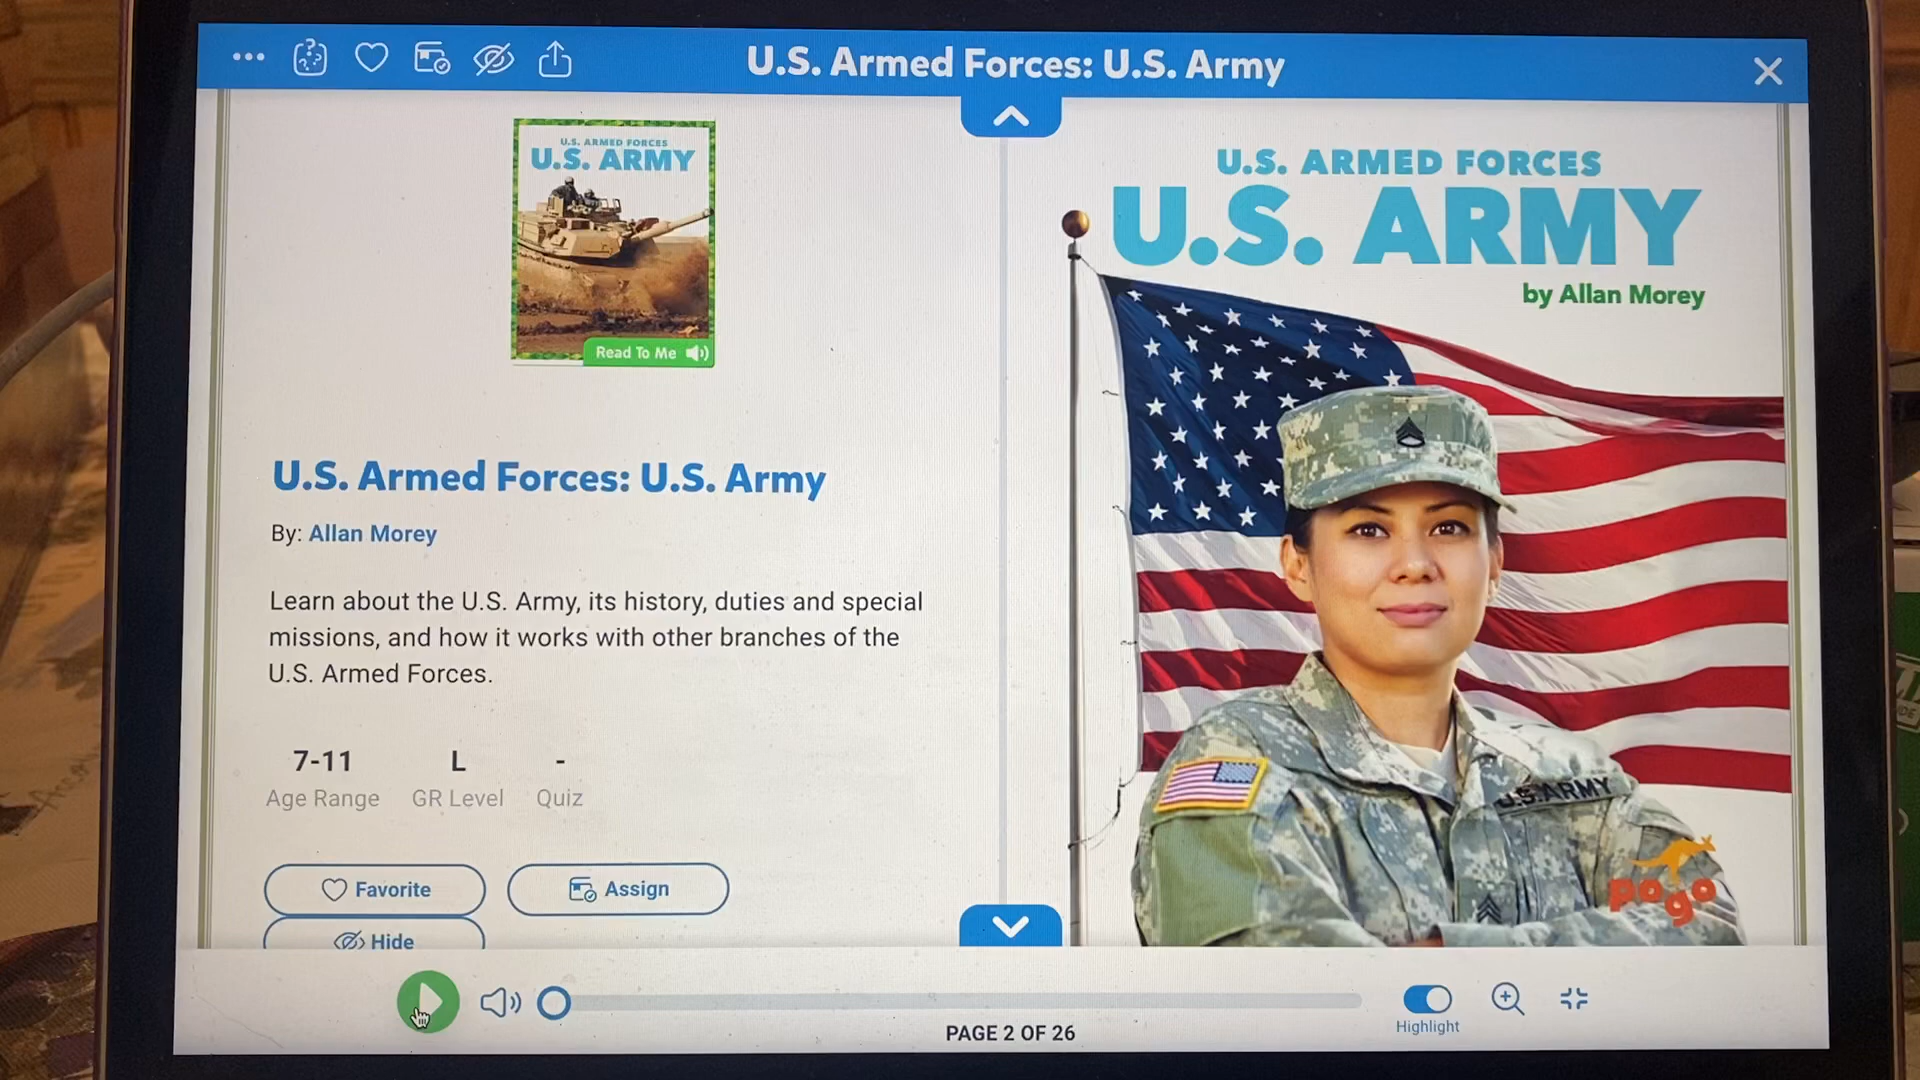 U.S. Armed Forces: U.S. Army
U.S. ARMED FORCES
U.S. ARMY
Read To Me
U.S. Armed Forces: U.S. Army
By: Allan Morey
Learn about the U.S. Army, its history, duties and special
missions, and how it works with other branches of the
U.S. Armed Forces.
7-11 L -
Age Range GR Level Quiz
Favorite Assign
Hide
U.S. ARMED FORCES
U.S. ARMY
by Allan Morey
U.S. ARMY
pogo
PAGE 2 OF 26
Highlight